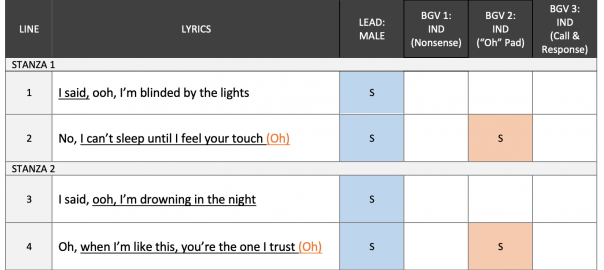 LINE LYRICS LEAD: MALE BGV 1: IND (Nonsense) BGV 2: IND (“Oh” Pad) BGV 3: IND (Call & Response)
STANZA 1
1 I said, ooh, I’m blinded by the lights S
2 No, I can’t sleep until I feel your touch (Oh) S S
STANZA 2
3 I said, ooh, I’m drowning in the night S
4 Oh, when I’m like this, you’re the one I trust (Oh) S S